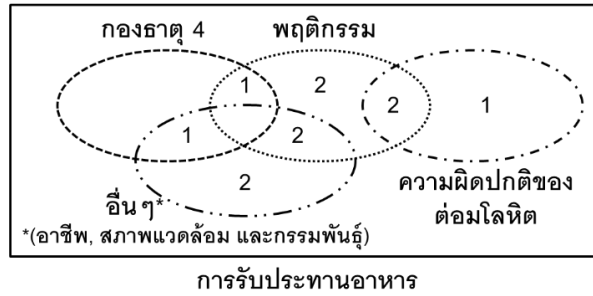 กองธาตุ 4 พฤติกรรม
1 2 2 1
1 2
2
อื่น ๆ*
ความผิดปกติของ
ต่อมโลหิต
*(อาชีพ, สภาพแวดล้อม และกรรมพันธุ์)
การรับประทานอาหาร